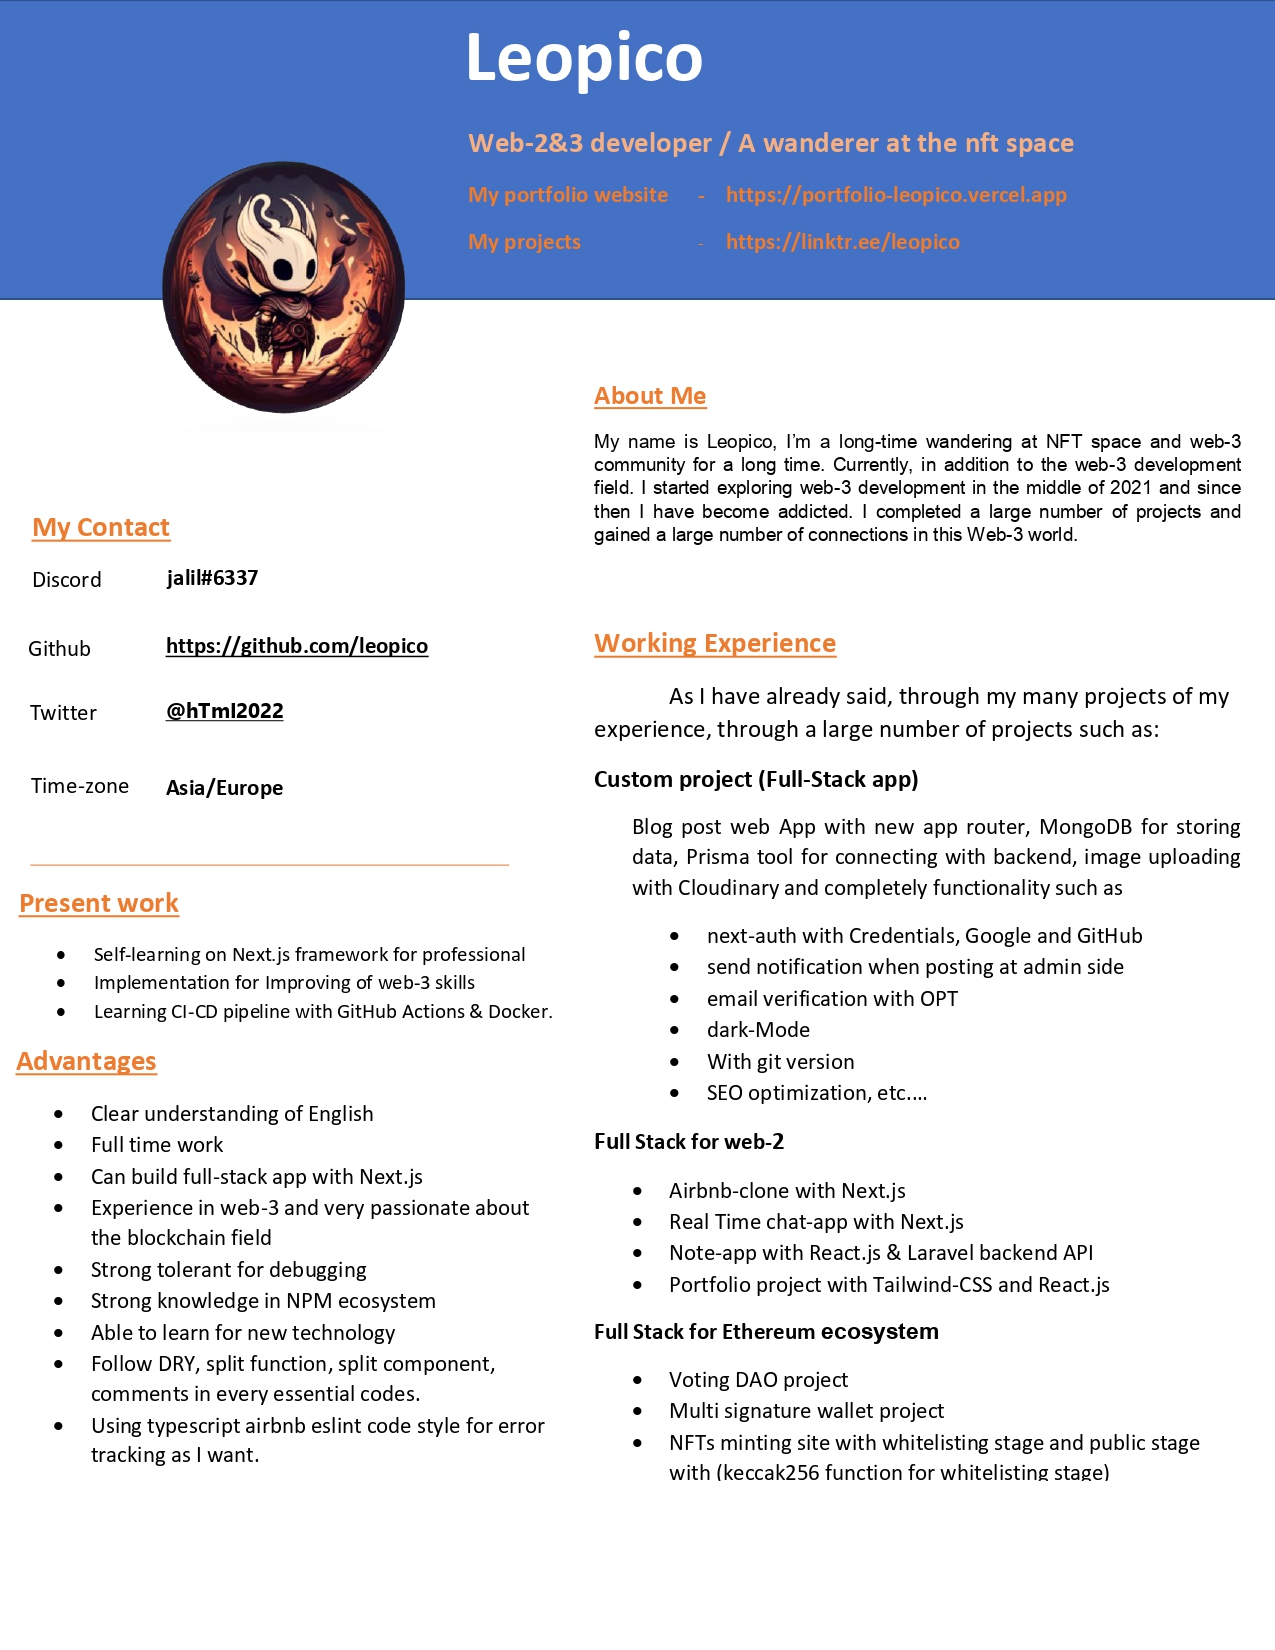 Leopico
Web-2&3 developer / A wanderer at the nft space
My portfolio website - https://portfolio-leopico.vercel.app
My projects - https://linktr.ee/leopico
My Contact
Discord jalil#6337
Github https://github.com/leopico
Twitter @hTmI2022
Time-zone Asia/Europe
Present work
• Self-learning on Next.js framework for professional
• Implementation for Improving of web-3 skills
• Learning CI-CD pipeline with GitHub Actions & Docker.
Advantages
• Clear understanding of English
• Full time work
• Can build full-stack app with Next.js
• Experience in web-3 and very passionate about
the blockchain field
• Strong tolerant for debugging
• Strong knowledge in NPM ecosystem
• Able to learn for new technology
• Follow DRY, split function, split component,
comments in every essential codes.
• Using typescript airbnb eslint code style for error
tracking as I want.
About Me
My name is Leopico, I’m a long-time wandering at NFT space and web-3
community for a long time. Currently, in addition to the web-3 development
field. I started exploring web-3 development in the middle of 2021 and since
then I have become addicted. I completed a large number of projects and
gained a large number of connections in this Web-3 world.
Working Experience
As I have already said, through my many projects of my
experience, through a large number of projects such as:
Custom project (Full-Stack app)
Blog post web App with new app router, MongoDB for storing
data, Prisma tool for connecting with backend, image uploading
with Cloudinary and completely functionality such as
• next-auth with Credentials, Google and GitHub
• send notification when posting at admin side
• email verification with OPT
• dark-Mode
• With git version
• SEO optimization, etc.…
Full Stack for web-2
• Airbnb-clone with Next.js
• Real Time chat-app with Next.js
• Note-app with React.js & Laravel backend API
• Portfolio project with Tailwind-CSS and React.js
Full Stack for Ethereum ecosystem
• Voting DAO project
• Multi signature wallet project
• NFTs minting site with whitelisting stage and public stage
with (keccak256 function for whitelisting stage)